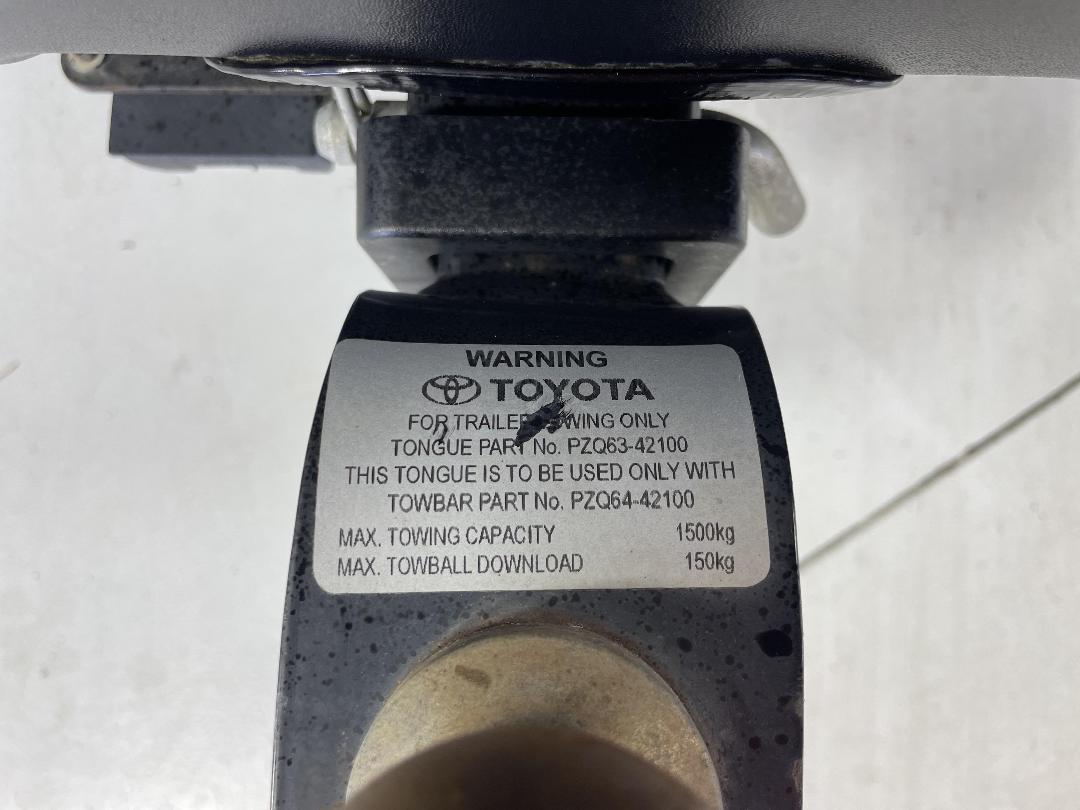 WARNING
TOYOTA
FOR TRAILER TOWING ONLY
TONGUE PART No. PZQ63-42100
THIS TONGUE IS TO BE USED ONLY WITH
TOWBAR PART No. PZQ64-42100
MAX. TOWING CAPACITY 1500kg
MAX. TOWBALL DOWNLOAD 150kg